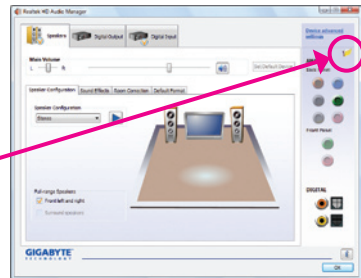 Realtek HD Audio Manager
Speakers
Digital Output
Digital Input
Device advanced settings
Main Volume
L
R
Set Default Device
Speaker Configuration
Sound Effects
Room Correction
Default Format
Speaker Configuration
Stereo
Full-range Speakers
Front left and right
Surround speakers
Back Panel
Front Panel
DIGITAL
GIGABYTE
TECHNOLOGY
OK